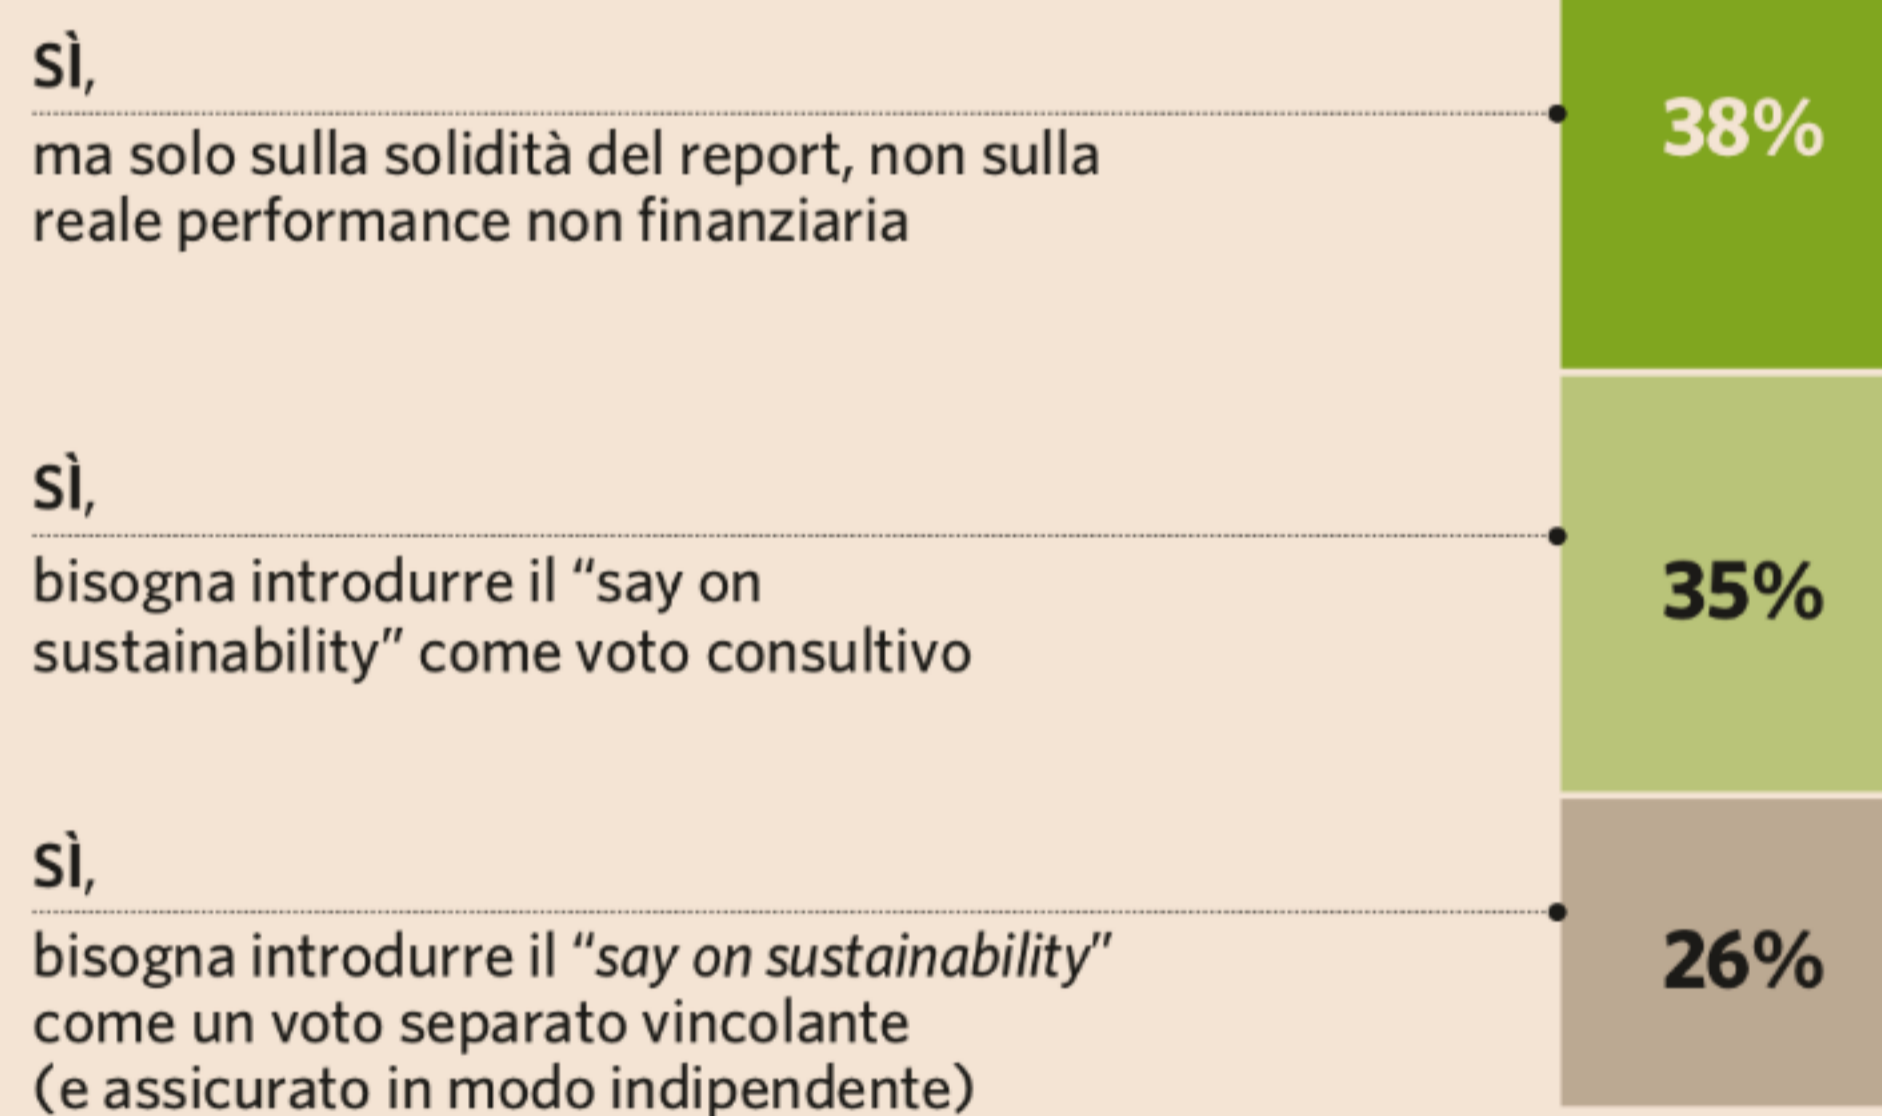 SÌ,
38%
ma solo sulla solidità del report, non sulla
reale performance non finanziaria
SÌ,
35%
bisogna introdurre il “say on
sustainability” come voto consultivo
SÌ,
26%
bisogna introdurre il “say on sustainability”
come un voto separato vincolante
(e assicurato in modo indipendente)